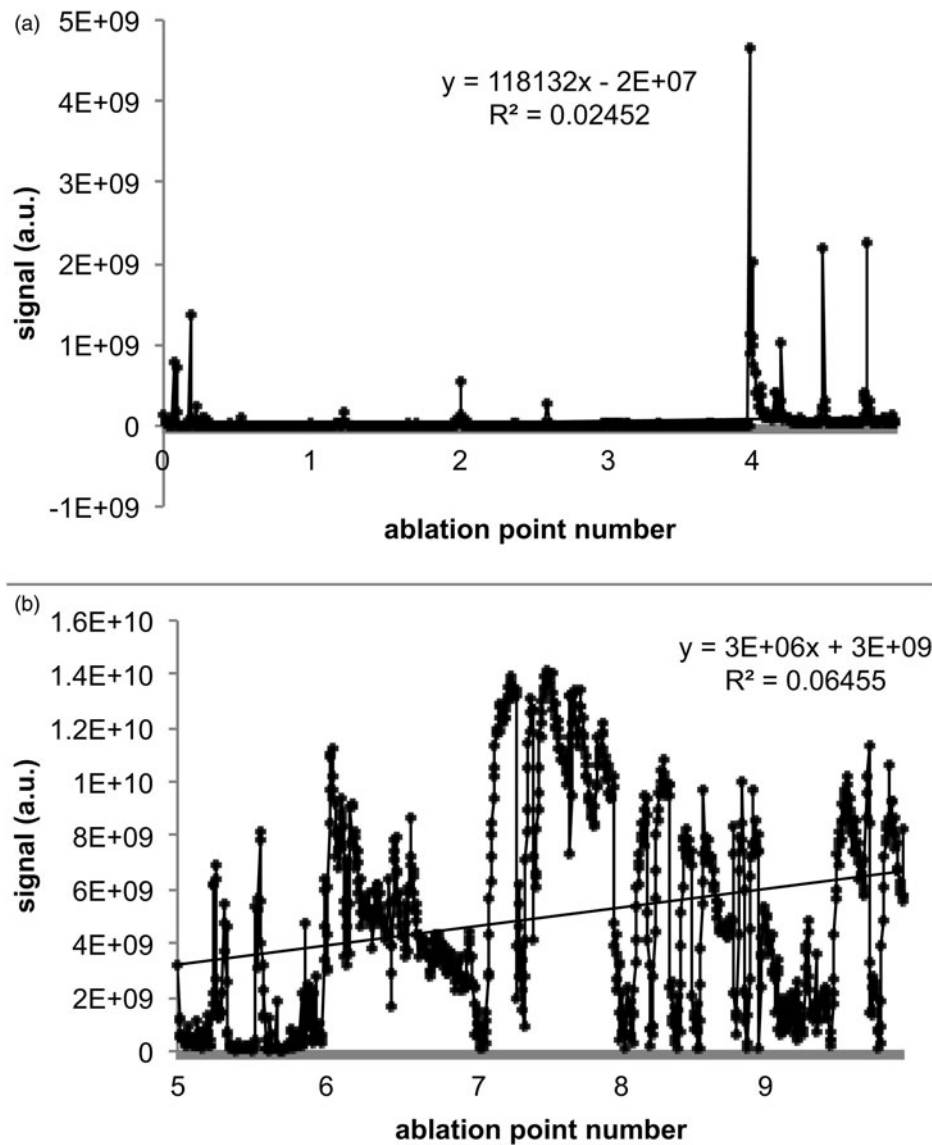 (a)
5E+09
4E+09
3E+09
2E+09
1E+09
0
-1E+09
signal (a.u.)
y = 118132x - 2E+07
R² = 0.02452
0 1 2 3 4
ablation point number
(b)
1.6E+10
1.4E+10
1.2E+10
1E+10
8E+09
6E+09
4E+09
2E+09
0
signal (a.u.)
y = 3E+06x + 3E+09
R² = 0.06455
5 6 7 8 9
ablation point number